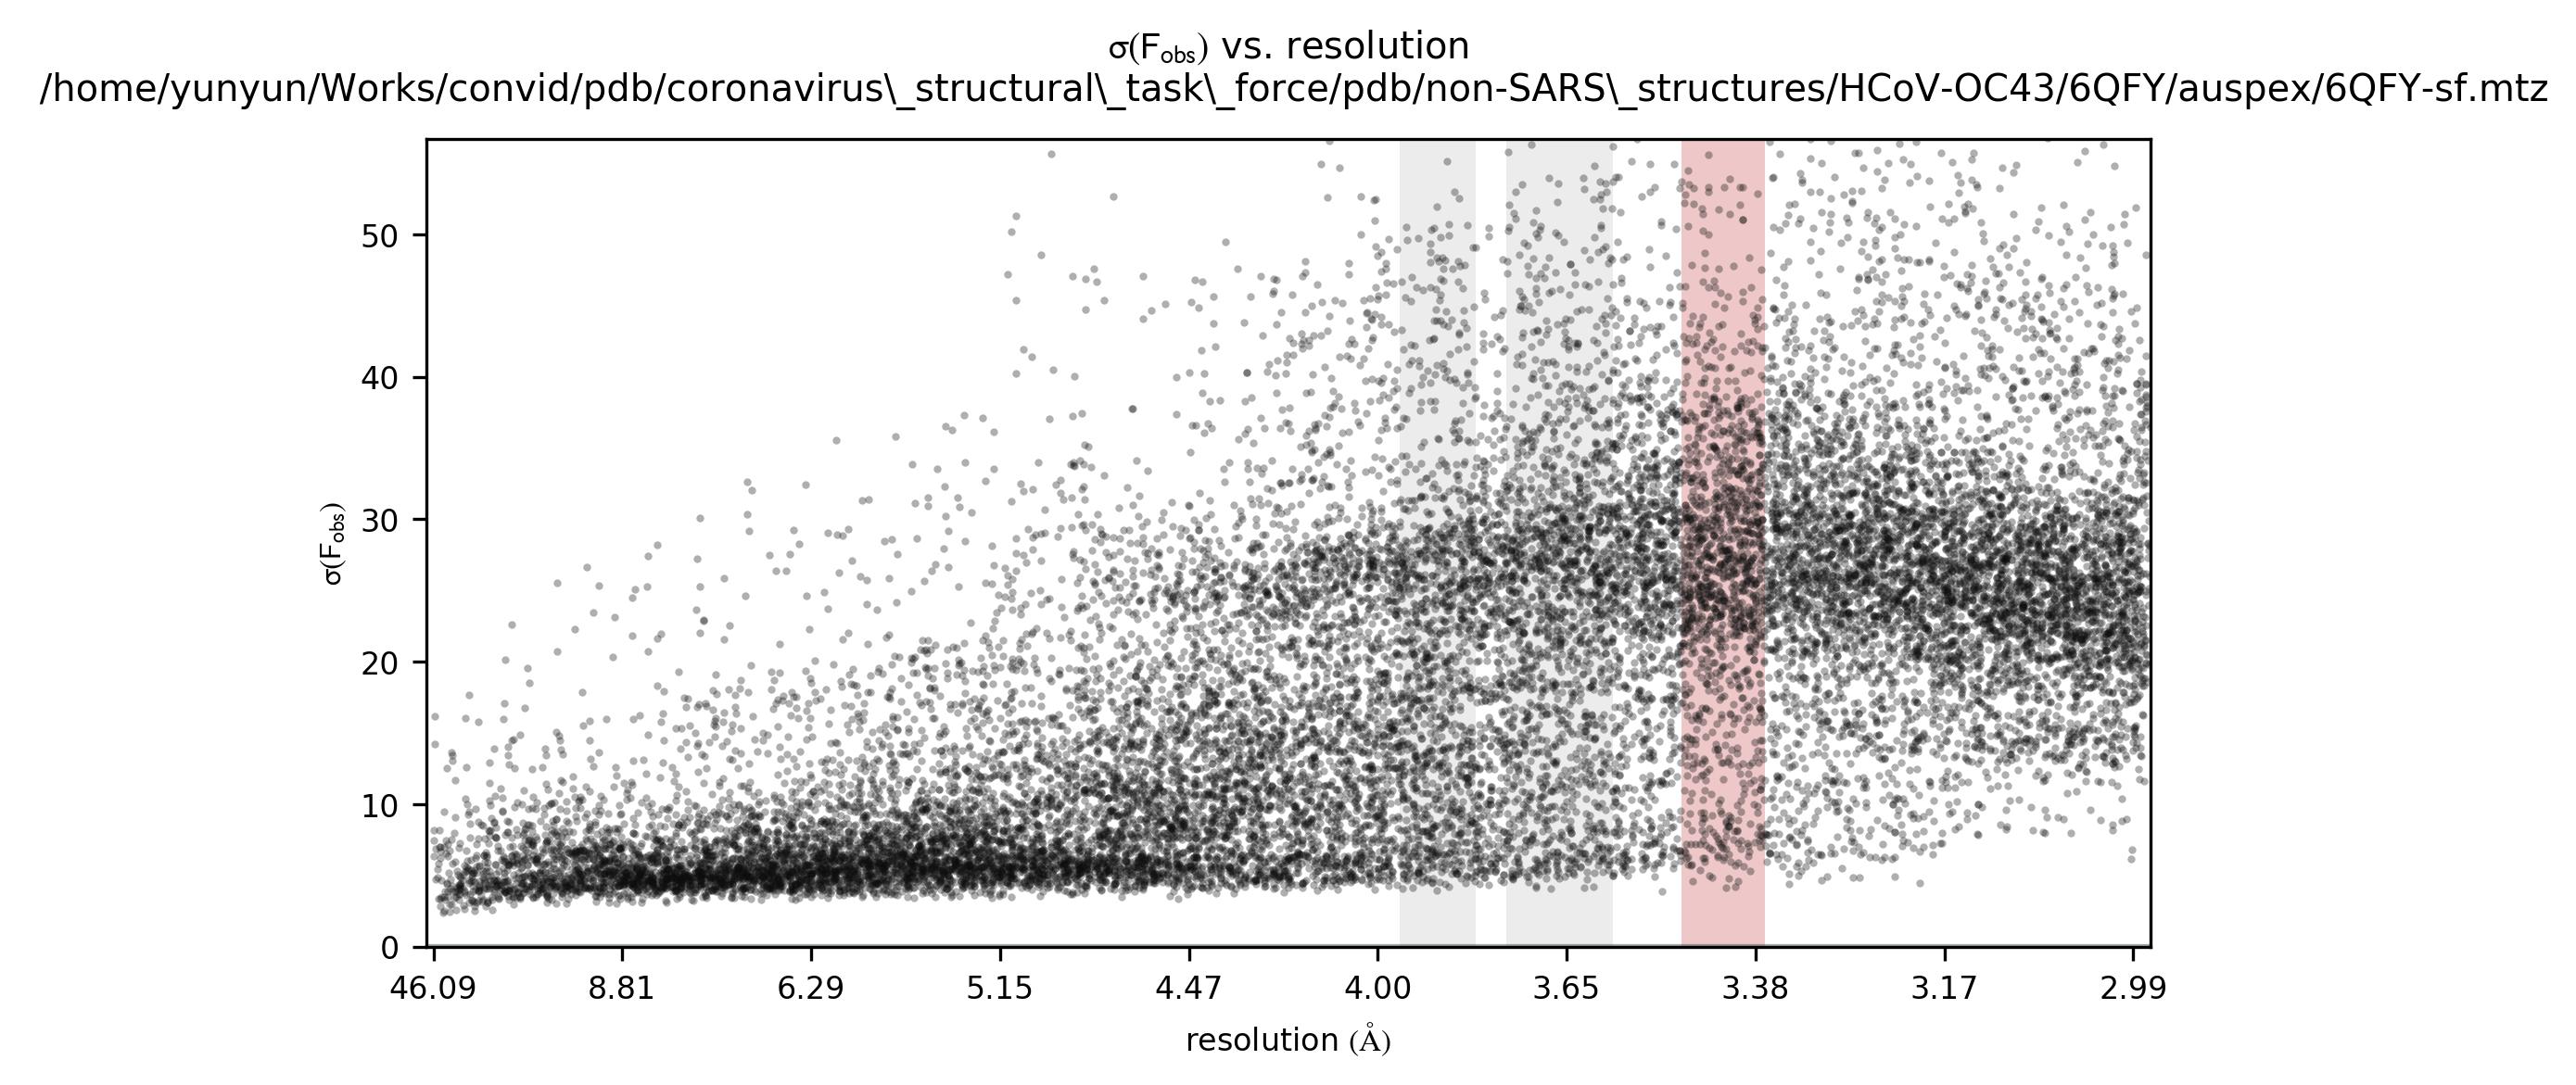 σ(Fobs) vs. resolution
/home/yunyun/Works/convid/pdb/coronavirus\_structural\_task\_force/pdb/non-SARS\_structures/HCoV-OC43/6QFY/auspex/6QFY-sf.mtz
50
40
30
20
10
0
σ(Fobs)
46.09 8.81 6.29 5.15 4.47 4.00 3.65 3.38 3.17 2.99
resolution (Å)